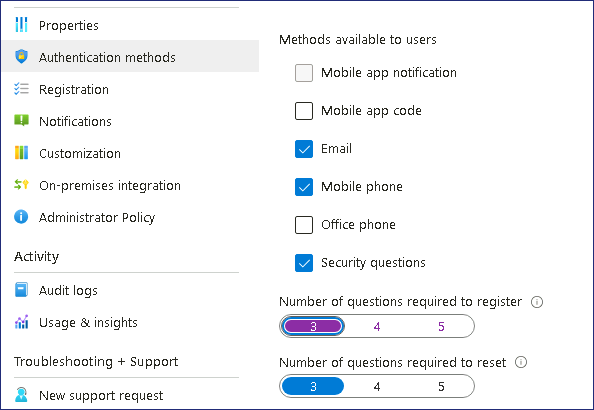 Properties
Authentication methods
Registration
Notifications
Customization
On-premises integration
Administrator Policy
Activity
Audit logs
Usage & insights
Troubleshooting + Support
New support request
Methods available to users
Mobile app notification
Mobile app code
Email
Mobile phone
Office phone
Security questions
Number of questions required to register
3 4 5
Number of questions required to reset
3 4 5